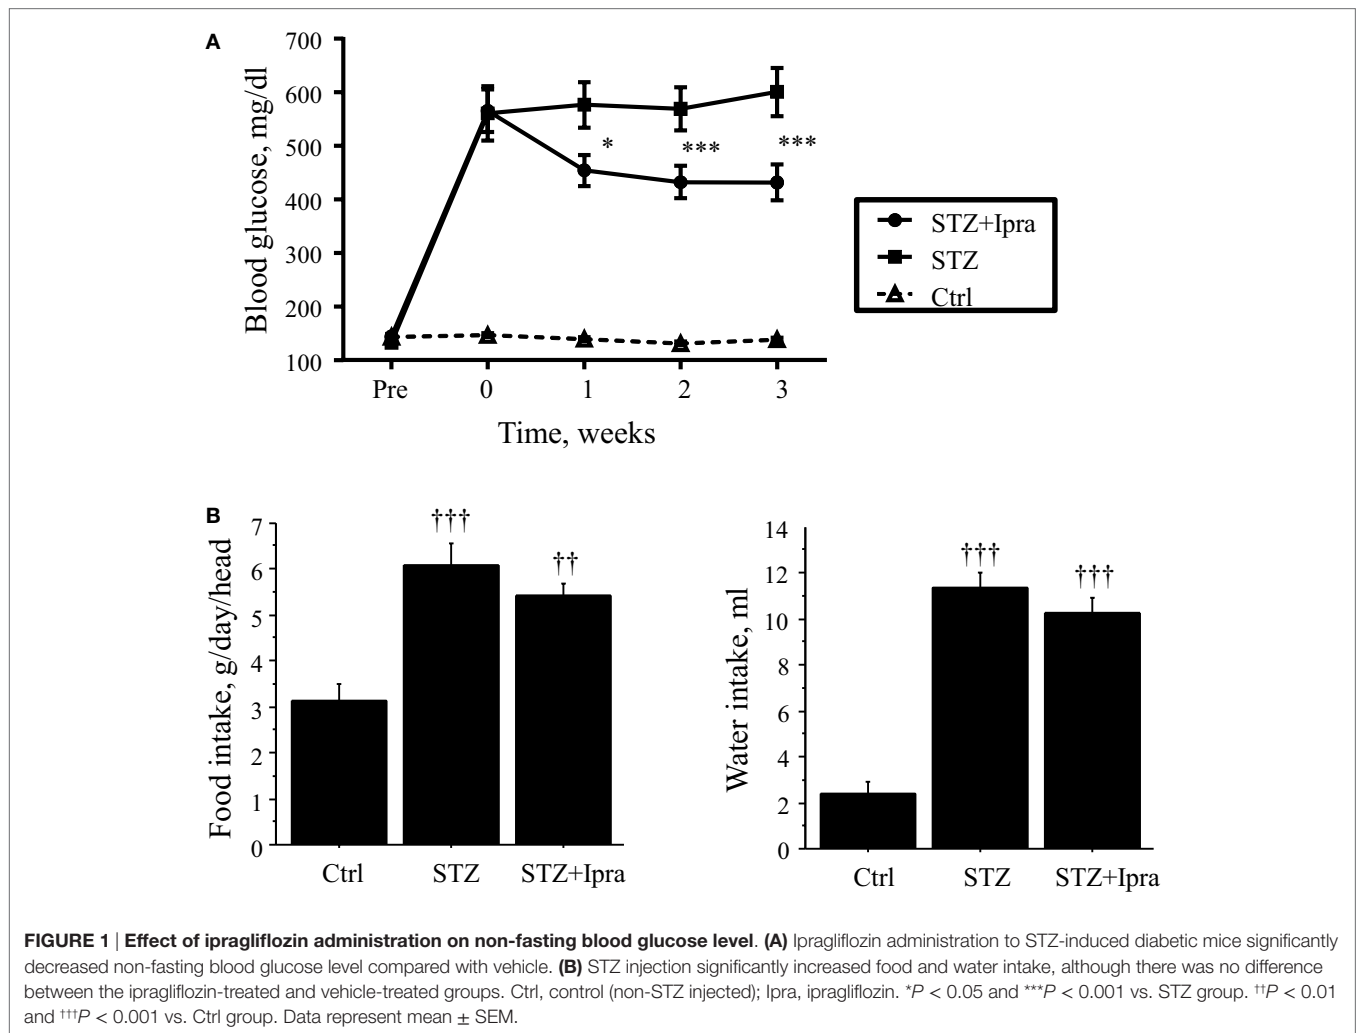 A
700
600
500
400
300
200
100
Blood glucose, mg/dl
*
***
***
Pre 0 1 2 3
Time, weeks
STZ+Ipra
STZ
Ctrl
B
7
6
5
4
3
2
1
0
Food intake, g/day/head
†††
††
Ctrl STZ STZ+Ipra
14
12
10
8
6
4
2
0
Water intake, ml
†††
†††
Ctrl STZ STZ+Ipra
FIGURE 1 | Effect of ipragliflozin administration on non-fasting blood glucose level. (A) Ipragliflozin administration to STZ-induced diabetic mice significantly
decreased non-fasting blood glucose level compared with vehicle. (B) STZ injection significantly increased food and water intake, although there was no difference
between the ipragliflozin-treated and vehicle-treated groups. Ctrl, control (non-STZ injected); Ipra, ipragliflozin. *P < 0.05 and ***P < 0.001 vs. STZ group. ††P < 0.01
and †††P < 0.001 vs. Ctrl group. Data represent mean ± SEM.